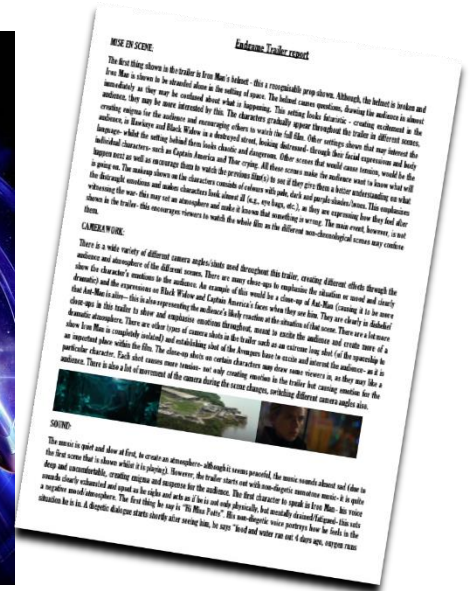 Endgame Trailer report
MISE EN SCENE:
The first thing shown in the trailer is Iron Man's helmet - this a recognisable prop shown. Although, the helmet is broken and
Iron Man is shown to be stranded alone in the setting of space. The helmet causes questions, drawing the audience in almost
immediately as they may be confused about what is happening. This setting looks futuristic - creating excitement in the
audience, they may be more interested by this. The characters gradually appear throughout the trailer in different scenes,
creating enigma for the audience and encouraging others to watch the full film. Other settings shown that may interest the
audience, is Hawkeye and Black Widow in a destroyed street, looking distressed- through their facial expressions and body
language- whilst the setting behind them looks chaotic and dangerous. Other scenes that would cause tension, would be the
individual characters- such as Captain America and Thor crying. All these scenes make the audience want to know what will
happen next as well as encourage them to watch the previous film(s) to see if they give them a better understanding on what
is going on. The makeup shown on the characters consists of colours with pale, dark and purple shades/tones. This emphasises
the distraught emotions and makes characters look almost ill (e.g., eye bags, etc.), as they are expressing how they feel after
witnessing the war- this may set an atmosphere and make it known that something is wrong. The main event, however, is not
shown in the trailer- this encourages viewers to watch the whole film as the different non-chronological scenes may confuse
them.
CAMERAWORK:
There is a wide variety of different camera angles/shots used throughout this trailer, creating different effects through the
audience and atmosphere of the different scenes. There are many close-ups to emphasise the situation or mood and clearly
show the character's emotions to the audience. An example of this would be a close-up of Ant-Man (causing it to be more
dramatic) and the expressions on Black Widow and Captain America's faces when they see him. They are clearly in disbelief
that Ant-Man is alive- this is also representing the audience's likely reaction at the situation of that scene. There are a lot more
close-ups in this trailer to show and emphasise emotions throughout, meant to excite the audience and create more of a
dramatic atmosphere. There are other types of camera shots in the trailer such as an extreme long shot (of the spaceship to
show Iron Man is completely isolated) and establishing shot of the Avengers base to excite and interest the audience- as it is
an important place within the film. The close-up shots on certain characters may draw some viewers in, as they may like a
particular character. Each shot causes more tension- not only creating emotion in the trailer but causing emotion for the
audience. There is also a lot of movement of the camera during the scene changes, switching different camera angles also.
SOUND:
The music is quiet and slow at first, to create an atmosphere- although it seems peaceful, the music sounds almost sad (due to
the first scene that is shown whilst it is playing). However, the trailer starts out with non-diegetic monotone music- it is quite
deep and uncomfortable, creating enigma and suspense for the audience. The first character to speak is Iron Man- his voice
sounds clearly exhausted and upset as he sighs and acts as if he is not only physically, but mentally drained/fatigued- this sets
a negative mood/atmosphere. The first thing he say is "Hi Miss Potts". His non-diegetic voice portrays how he feels in the
situation he is in. A diegetic dialogue starts shortly after seeing him, he says "food and water ran out 4 days ago, oxygen runs